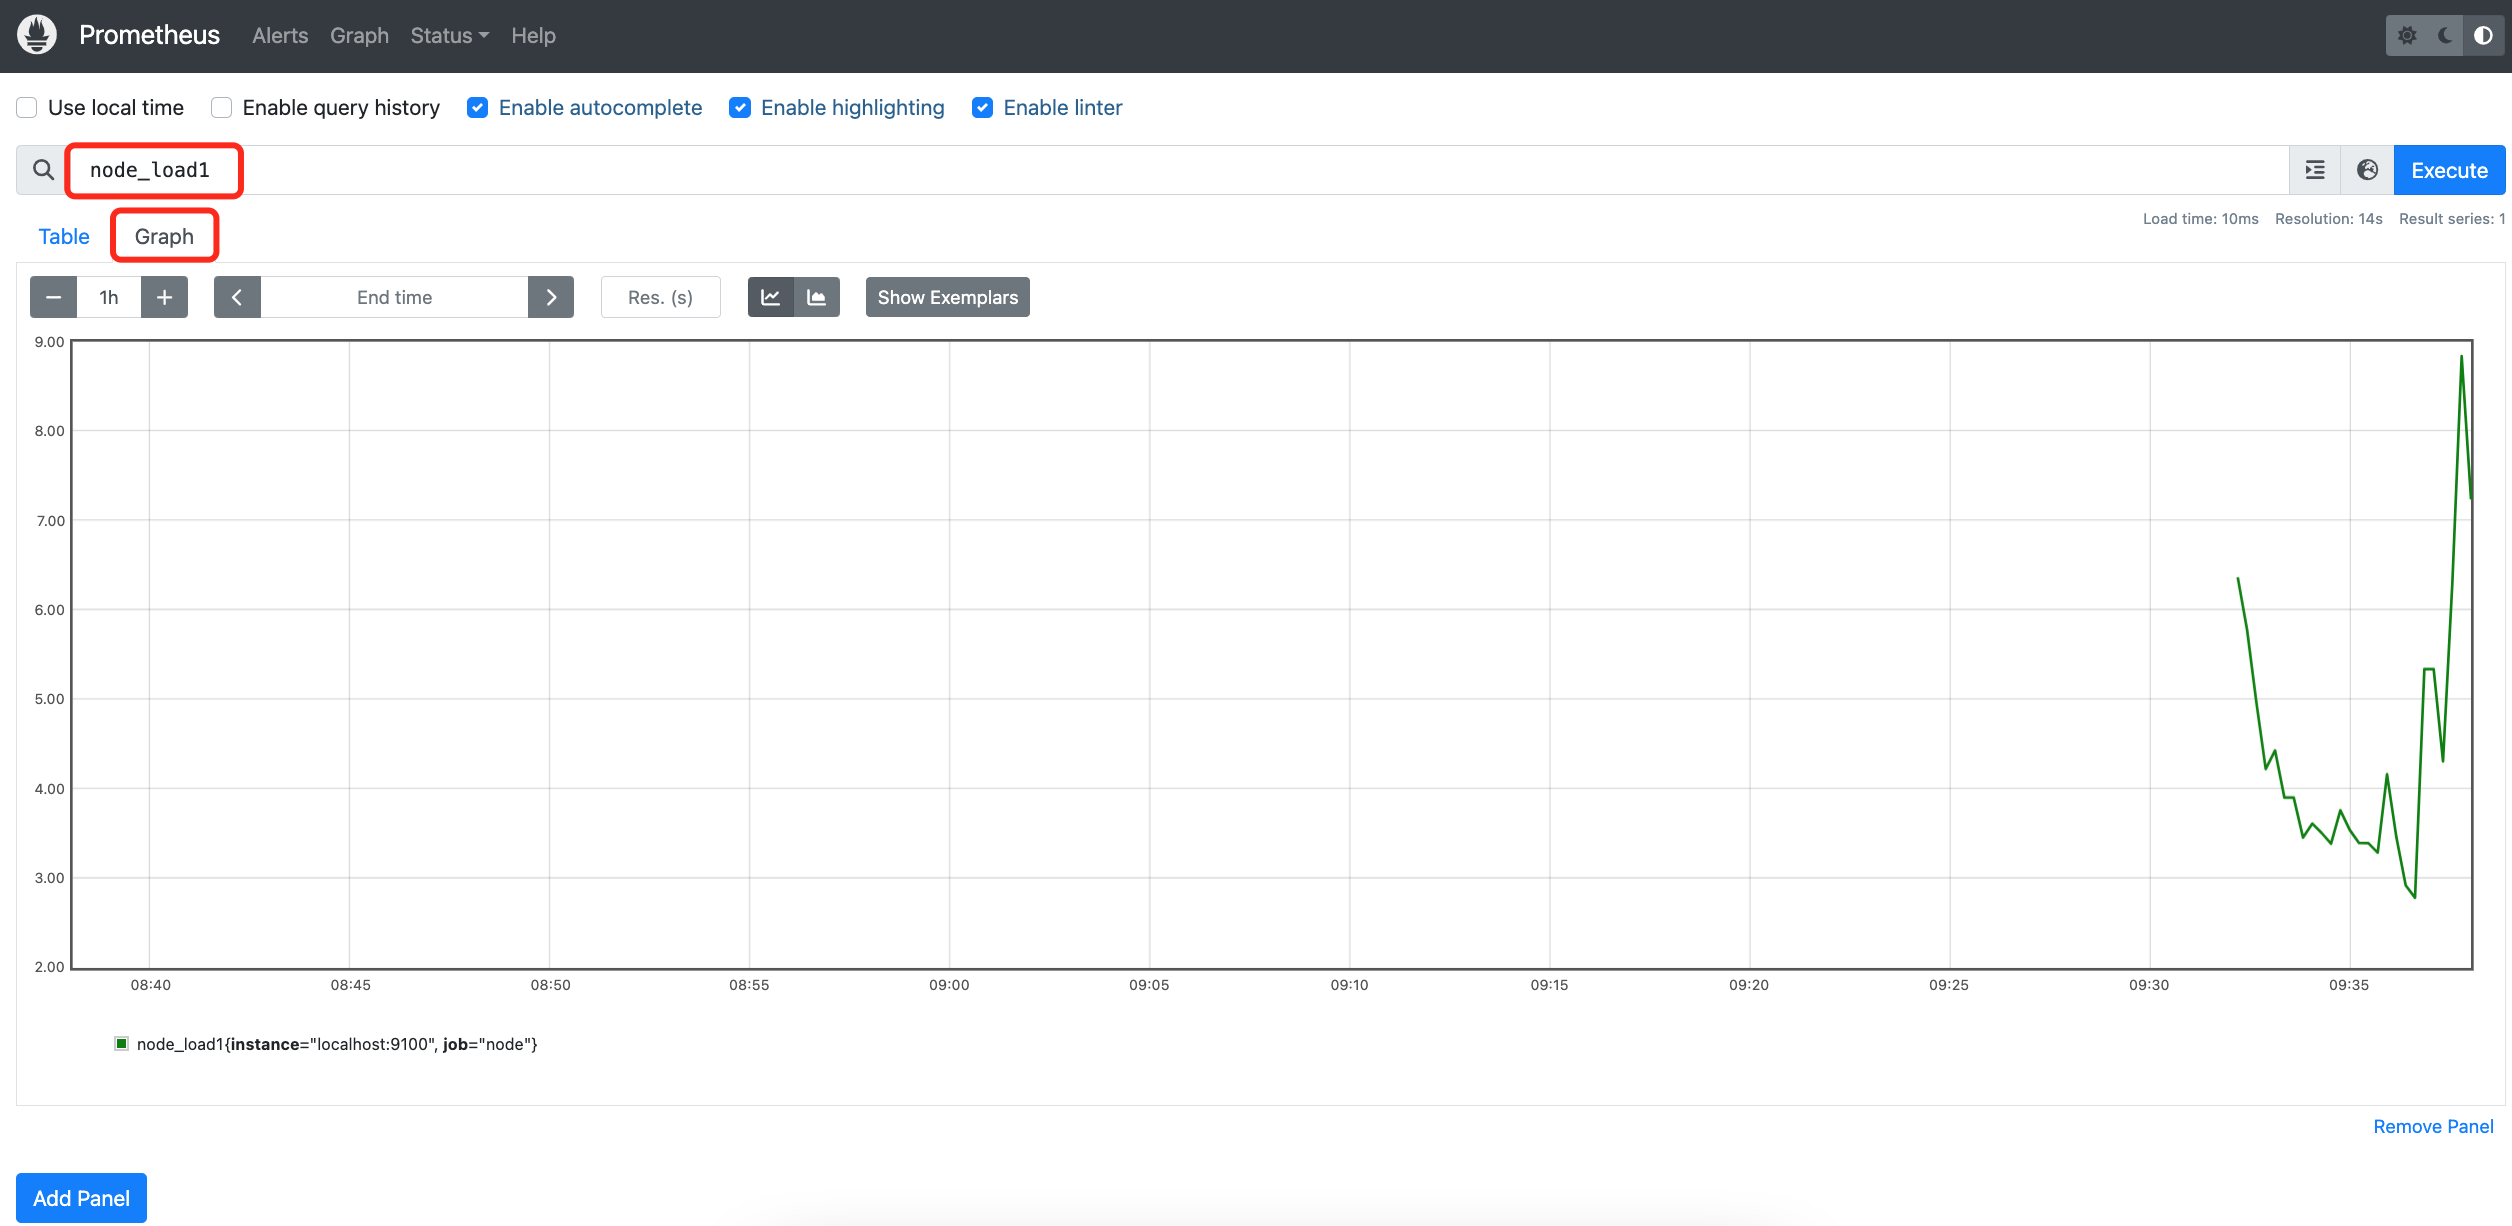 Prometheus Alerts Graph Status Help
Use local time Enable query history Enable autocomplete Enable highlighting Enable linter
node_load1 Execute
Load time: 10ms Resolution: 14s Result series: 1
Table Graph
1h End time Res. (s) Show Exemplars
9.00
8.00
7.00
6.00
5.00
4.00
3.00
2.00
08:40 08:45 08:50 08:55 09:00 09:05 09:10 09:15 09:20 09:25 09:30 09:35
node_load1{instance="localhost:9100", job="node"}
Remove Panel
Add Panel